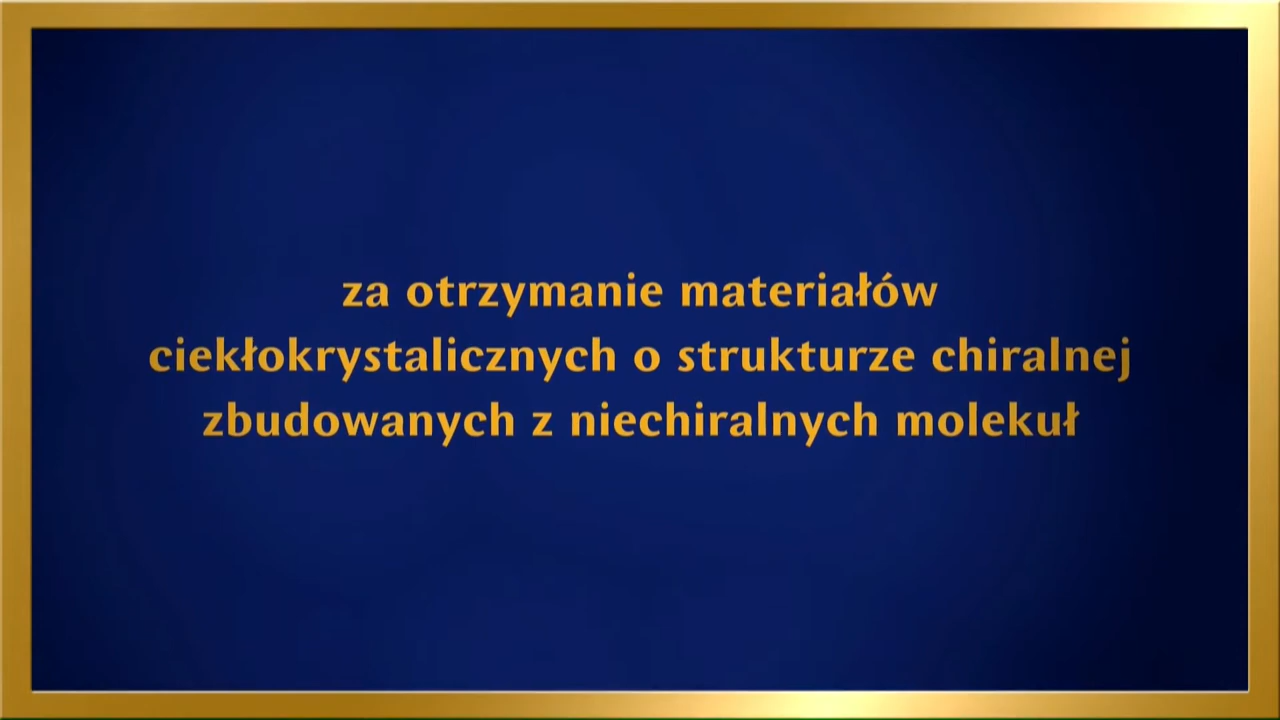 za otrzymanie materiałów
ciekłokrystalicznych o strukturze chiralnej
zbudowanych z niechiralnych molekuł